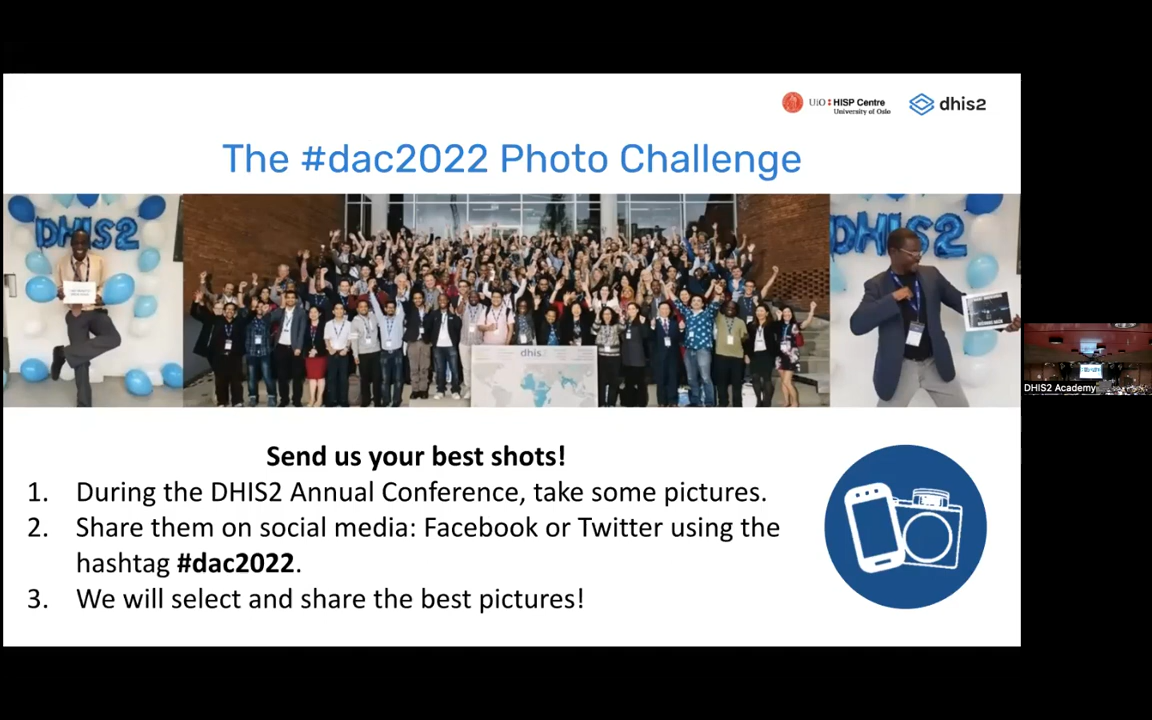 UiO : HISP Centre
University of Oslo
dhis2
The #dac2022 Photo Challenge
DHIS2
DHIS2
dhis
Send us your best shots!
1. During the DHIS2 Annual Conference, take some pictures.
2. Share them on social media: Facebook or Twitter using the
hashtag #dac2022.
3. We will select and share the best pictures!
DHIS2 Academy